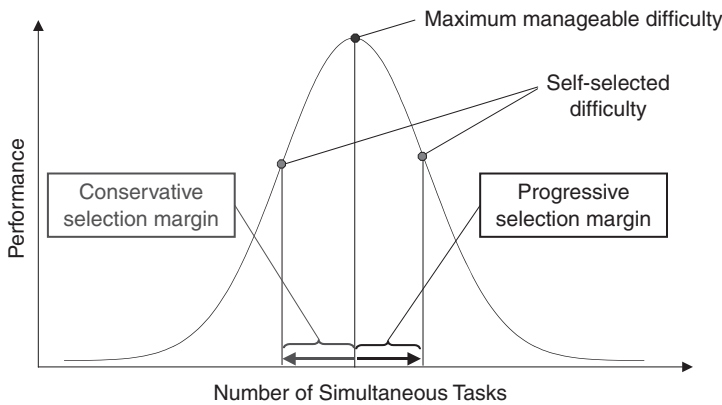 Maximum manageable difficulty
Self-selected
difficulty
Conservative
selection margin
Progressive
selection margin
Performance
Number of Simultaneous Tasks